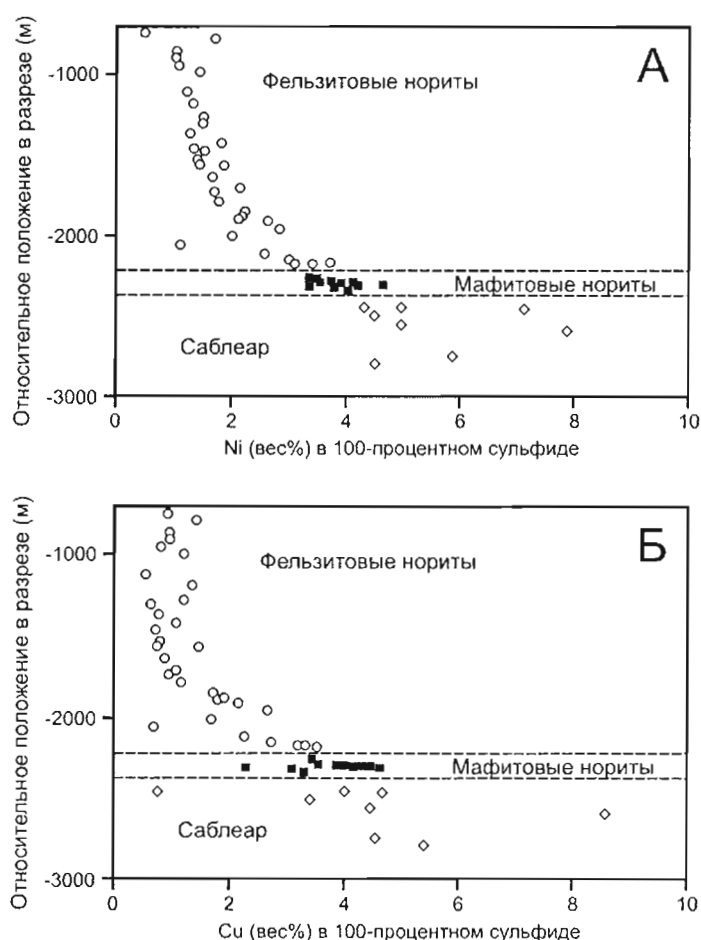 Относительное положение в разрезе (м)
А
Фельзитовые нориты
-1000
-2000
Мафитовые нориты
Саблеар
-3000
0 2 4 6 8 10
Ni (вес%) в 100-процентном сульфиде
Относительное положение в разрезе (м)
Б
Фельзитовые нориты
-1000
-2000
Мафитовые нориты
Саблеар
-3000
0 2 4 6 8 10
Cu (вес%) в 100-процентном сульфиде